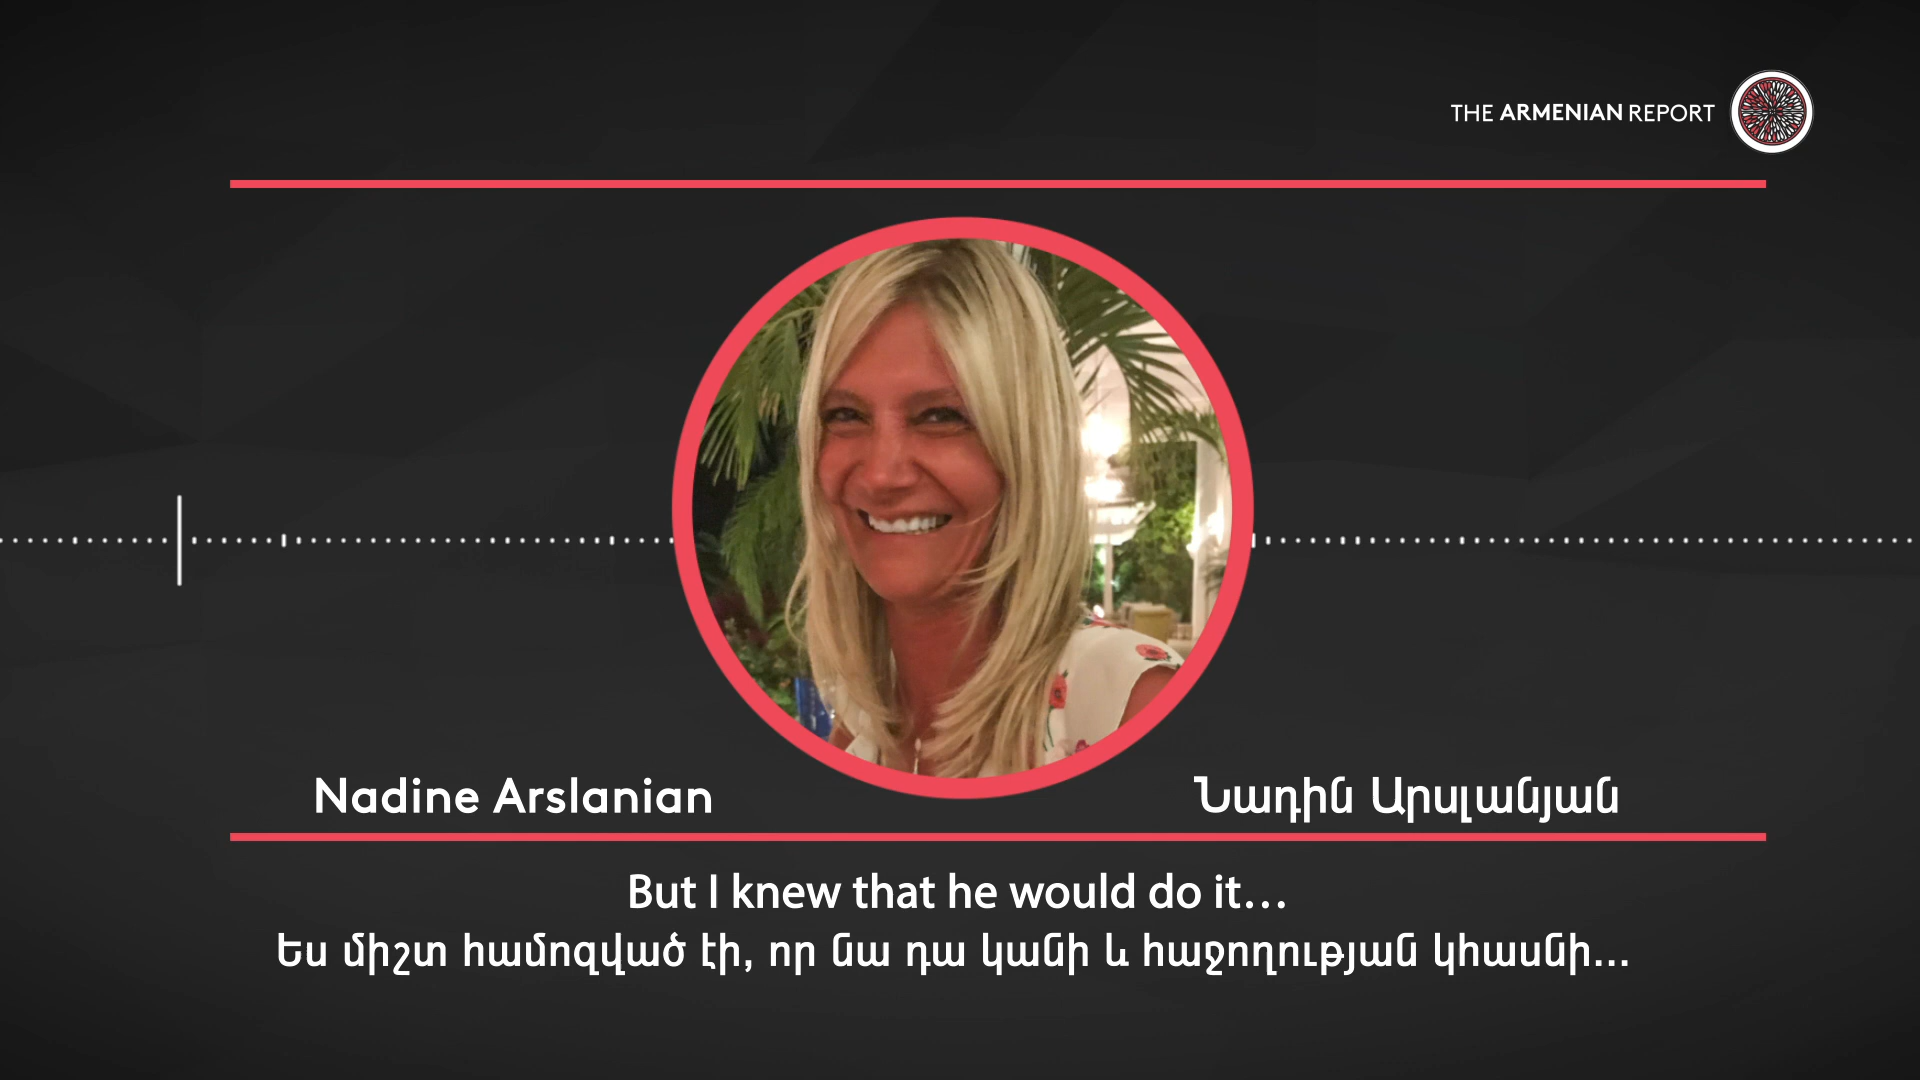 THE ARMENIAN REPORT
Nadine Arslanian
Նադին Արսլանյան
But I knew that he would do it…
Ես միշտ համոզված էի, որ նա դա կանի և հաջողության կհասնի...